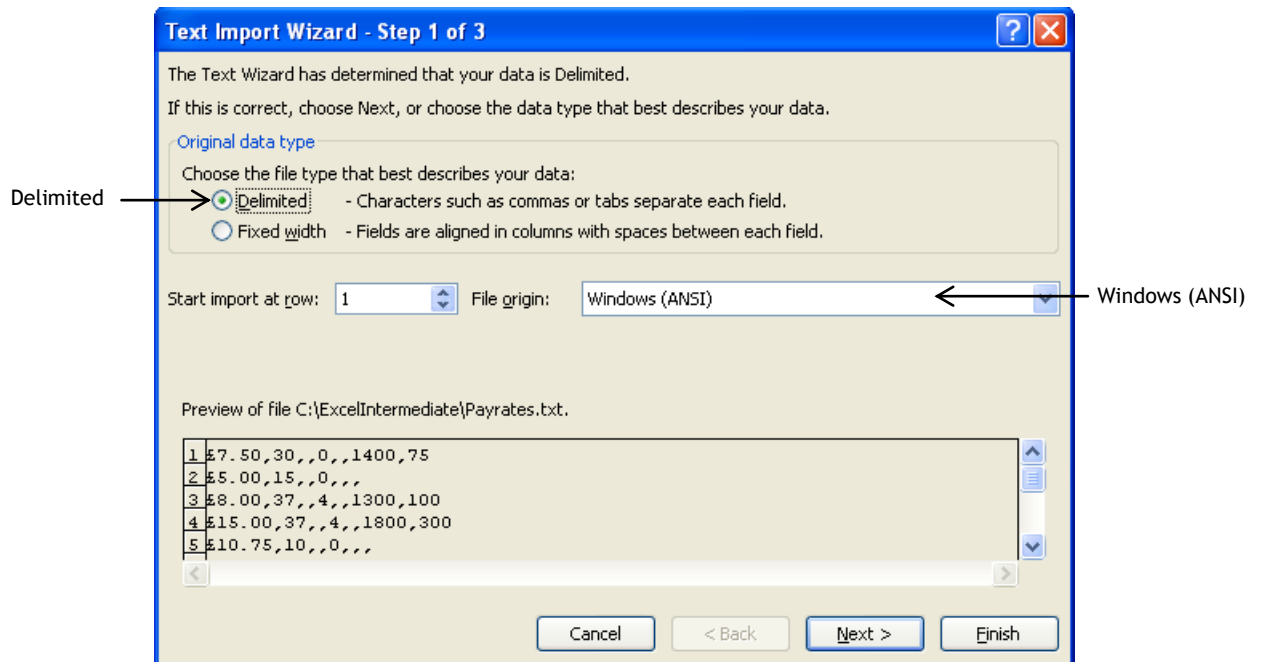 Text Import Wizard - Step 1 of 3
The Text Wizard has determined that your data is Delimited.
If this is correct, choose Next, or choose the data type that best describes your data.
Original data type
Choose the file type that best describes your data:
Delimited
Delimited - Characters such as commas or tabs separate each field.
Fixed width - Fields are aligned in columns with spaces between each field.
Start import at row: 1 File origin: Windows (ANSI)
Windows (ANSI)
Preview of file C:\ExcelIntermediate\Payrates.txt.
1 £7.50,30,,0,,1400,75
2 £5.00,15,,0,,,
3 £8.00,37,,4,,1300,100
4 £15.00,37,,4,,1800,300
5 £10.75,10,,0,,,
Cancel < Back Next > Finish